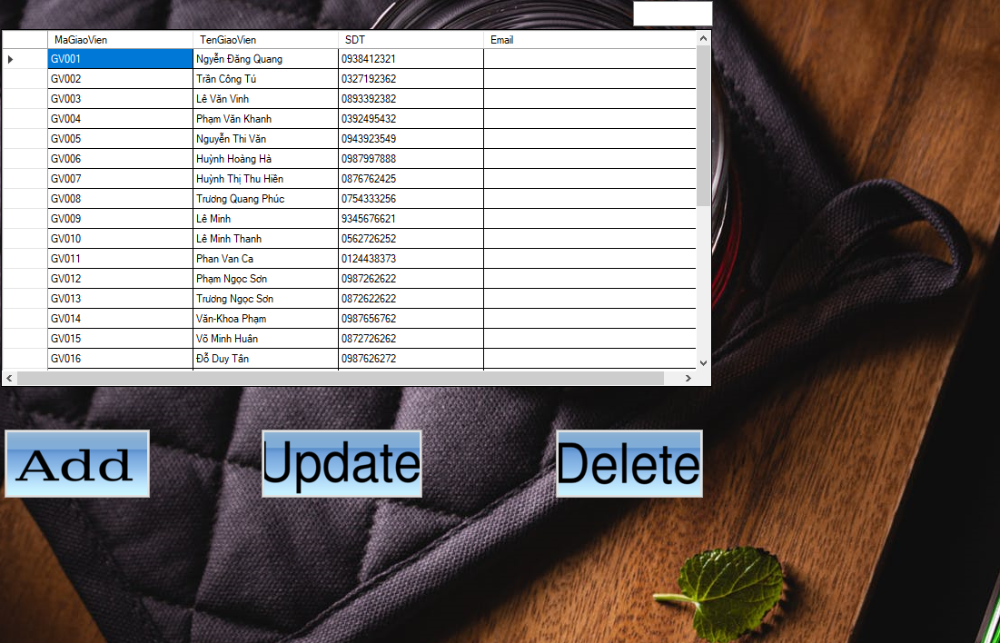 MaGiaoVien TenGiaoVien SDT Email
GV001 Ngyễn Đăng Quang 0938412321
GV002 Trần Công Tú 0327192362
GV003 Lê Văn Vinh 0893392382
GV004 Phạm Văn Khanh 0392495432
GV005 Nguyễn Thi Văn 0943923549
GV006 Huỳnh Hoàng Hà 0987997888
GV007 Huỳnh Thị Thu Hiền 0876762425
GV008 Trương Quang Phúc 0754333256
GV009 Lê Minh 9345676621
GV010 Lê Minh Thanh 0562726252
GV011 Phan Van Ca 0124438373
GV012 Phạm Ngọc Sơn 0987262622
GV013 Trương Ngọc Sơn 0872622622
GV014 Văn-Khoa Phạm 0987656762
GV015 Võ Minh Huân 0872726262
GV016 Đỗ Duy Tân 0987626272
Add Update Delete